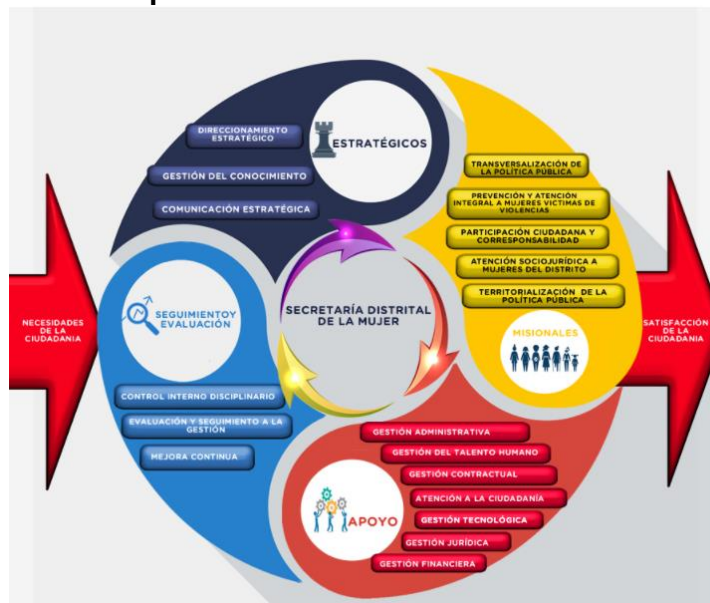 ESTRATÉGICOS
DIRECCIONAMIENTO
ESTRATÉGICO
GESTIÓN DEL CONOCIMIENTO
COMUNICACIÓN ESTRATÉGICA
TRANSVERSALIZACIÓN DE
LA POLÍTICA PÚBLICA
PREVENCIÓN Y ATENCIÓN
INTEGRAL A MUJERES VICTIMAS DE
VIOLENCIAS
PARTICIPACIÓN CIUDADANA Y
CORRESPONSABILIDAD
ATENCIÓN SOCIOJURÍDICA A
MUJERES DEL DISTRITO
TERRITORIALIZACIÓN DE LA
POLÍTICA PÚBLICA
MISIONALES
NECESIDADES
DE LA
CIUDADANIA
SEGUIMIENTOY
EVALUACIÓN
SECRETARÍA DISTRITAL
DE LA MUJER
SATISFACCIÓN
DE LA
CIUDADANIA
CONTROL INTERNO DISCIPLINARIO
EVALUACIÓN Y SEGUIMIENTO A LA
GESTIÓN
MEJORA CONTINUA
GESTIÓN ADMINISTRATIVA
GESTIÓN DEL TALENTO HUMANO
GESTIÓN CONTRACTUAL
ATENCIÓN A LA CIUDADANÍA
GESTIÓN TECNOLÓGICA
GESTIÓN JURÍDICA
GESTIÓN FINANCIERA
APOYO